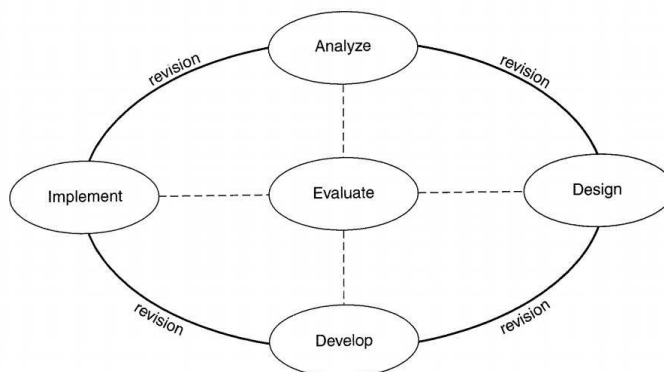 Analyze
revision
revision
Implement
Evaluate
Design
revision
revision
Develop